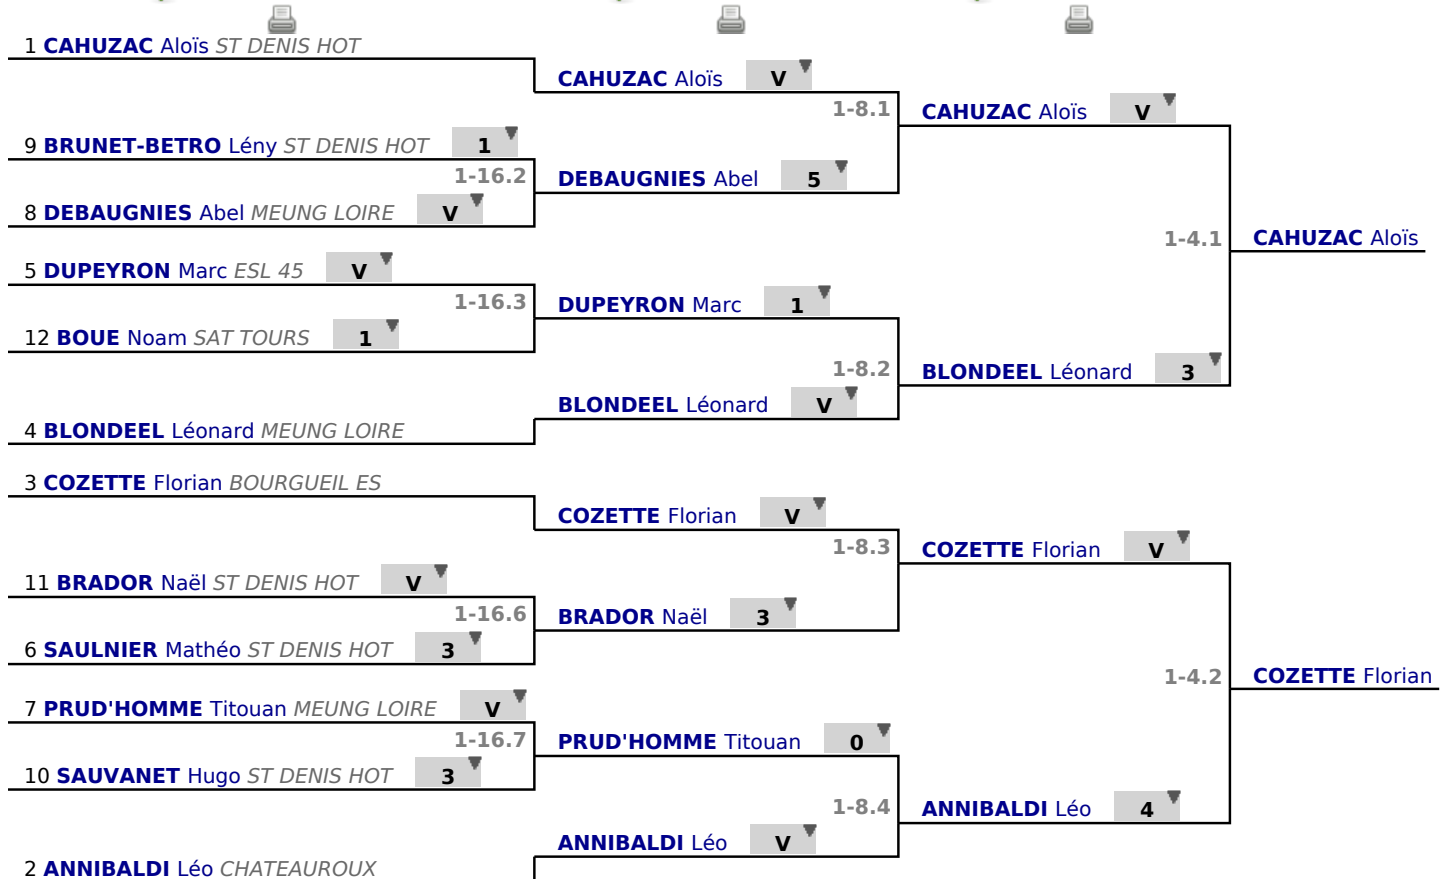 1 CAHUZAC Aloïs ST DENIS HOT
9 BRUNET-BETRO Lény ST DENIS HOT 1
1-16.2
8 DEBAUGNIES Abel MEUNG LOIRE V
5 DUPEYRON Marc ESL 45 V
1-16.3
12 BOUE Noam SAT TOURS 1
4 BLONDEEL Léonard MEUNG LOIRE
3 COZETTE Florian BOURGUEIL ES
11 BRADOR Naël ST DENIS HOT V
1-16.6
6 SAULNIER Mathéo ST DENIS HOT 3
7 PRUD'HOMME Titouan MEUNG LOIRE V
1-16.7
10 SAUVANET Hugo ST DENIS HOT 3
2 ANNIBALDI Léo CHATEAUROUX
CAHUZAC Aloïs V
1-8.1
DEBAUGNIES Abel 5
DUPEYRON Marc 1
1-8.2
BLONDEEL Léonard V
COZETTE Florian V
1-8.3
BRADOR Naël 3
PRUD'HOMME Titouan 0
1-8.4
ANNIBALDI Léo V
CAHUZAC Aloïs V
1-4.1
BLONDEEL Léonard 3
COZETTE Florian V
1-4.2
ANNIBALDI Léo 4
CAHUZAC Aloïs
COZETTE Florian